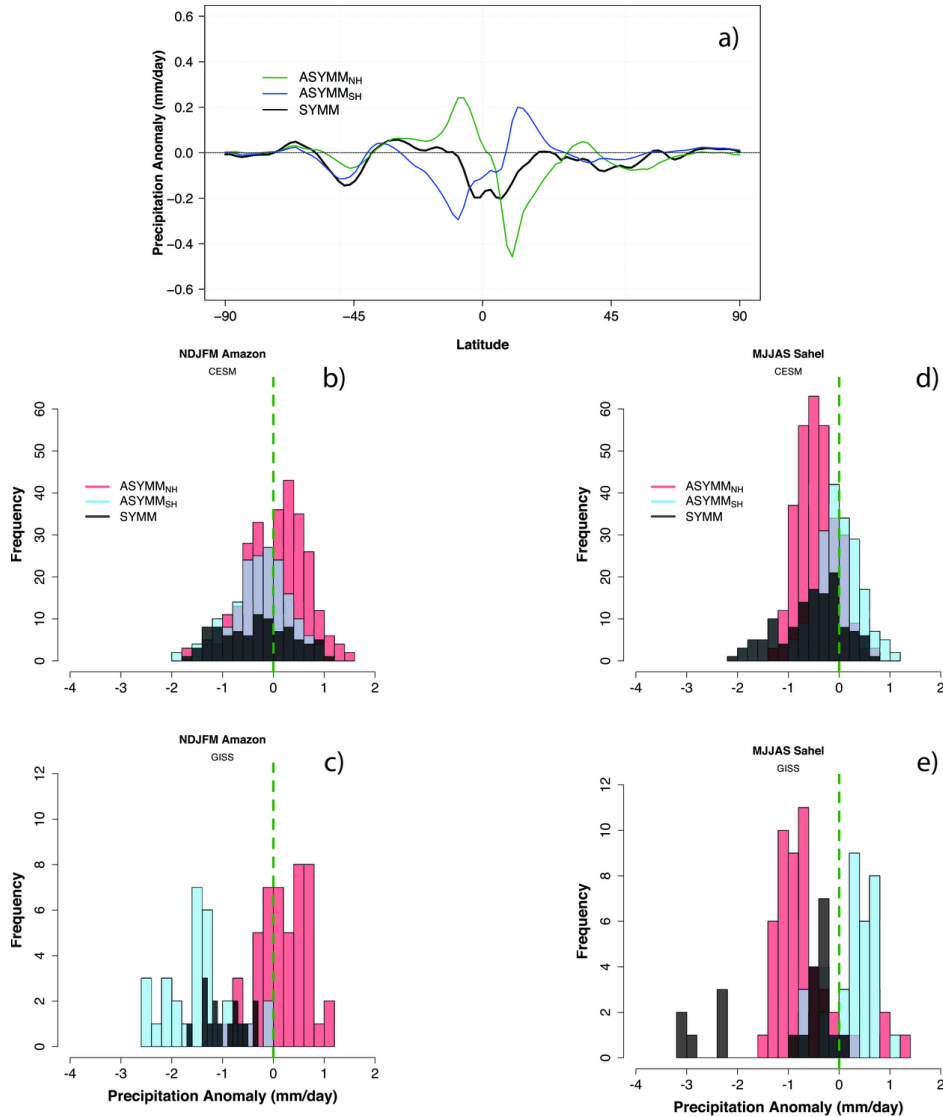 a)
0.6
0.4
0.2
0.0
−0.2
−0.4
−0.6
Precipitation Anomaly (mm/day)
ASYMM_NH
ASYMM_SH
SYMM
−90
−45
0
45
90
Latitude
NDJFM Amazon
CESM
b)
60
50
40
30
20
10
0
Frequency
ASYMM_NH
ASYMM_SH
SYMM
-4
-3
-2
-1
0
1
2
MJJAS Sahel
CESM
d)
60
50
40
30
20
10
0
Frequency
ASYMM_NH
ASYMM_SH
SYMM
-4
-3
-2
-1
0
1
2
NDJFM Amazon
GISS
c)
12
10
8
6
4
2
0
Frequency
-4
-3
-2
-1
0
1
2
Precipitation Anomaly (mm/day)
MJJAS Sahel
GISS
e)
12
10
8
6
4
2
0
Frequency
-4
-3
-2
-1
0
1
2
Precipitation Anomaly (mm/day)